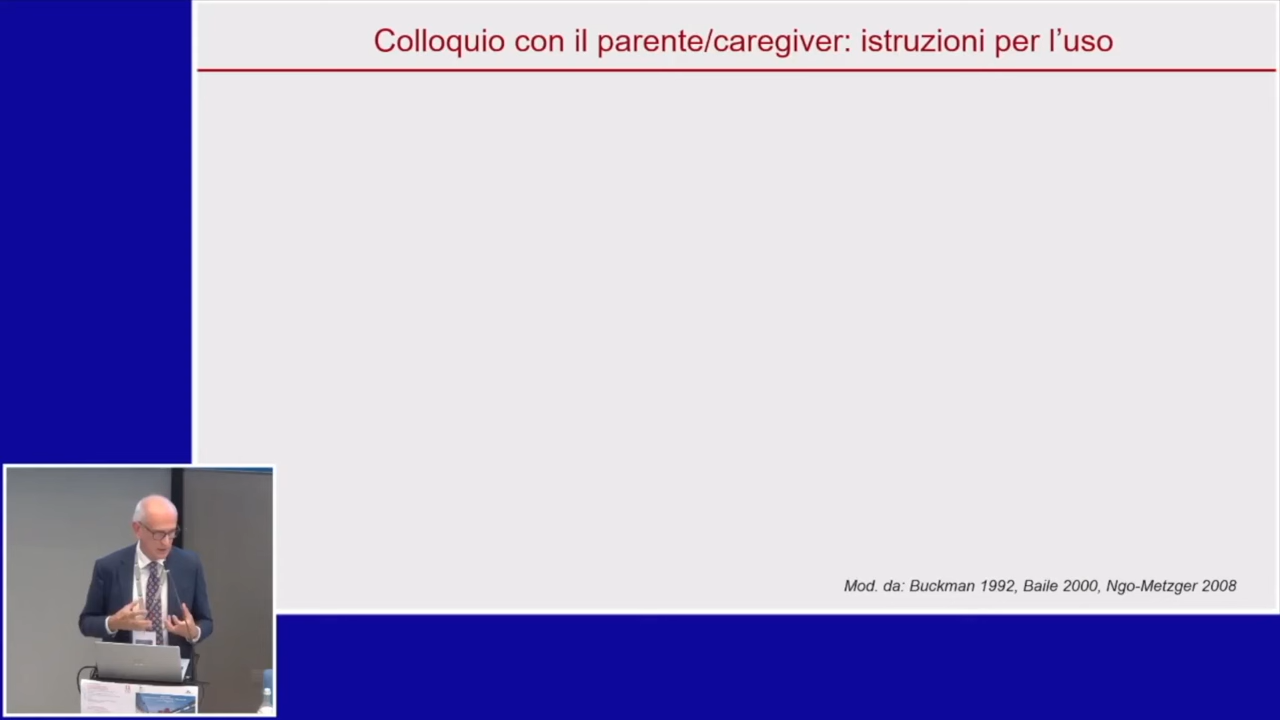 Colloquio con il parente/caregiver: istruzioni per l’uso
Mod. da: Buckman 1992, Baile 2000, Ngo-Metzger 2008